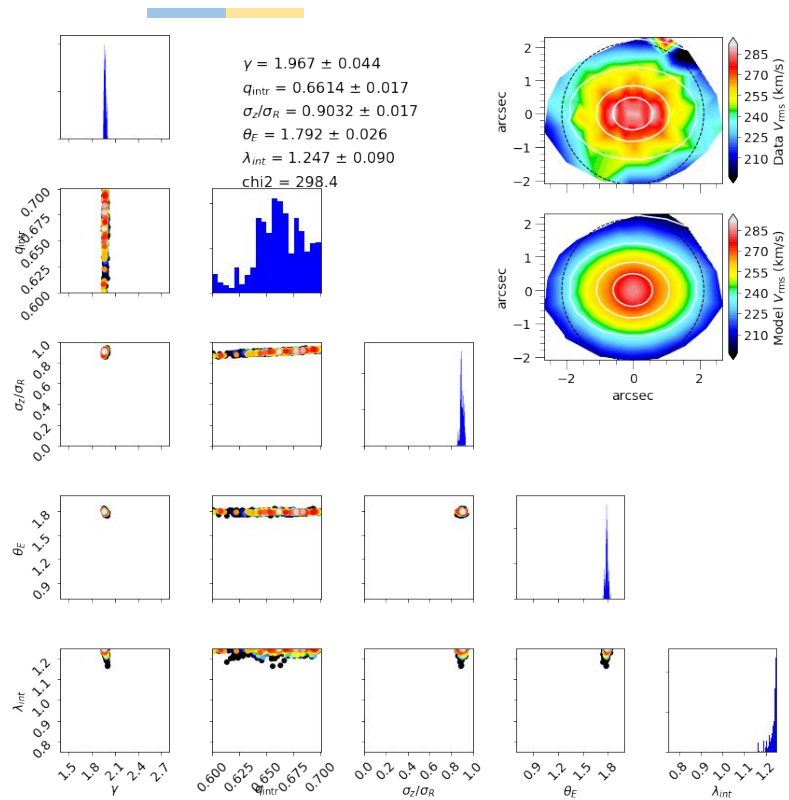 γ = 1.967 ± 0.044
q_intr = 0.6614 ± 0.017
σ_z/σ_R = 0.9032 ± 0.017
θ_E = 1.792 ± 0.026
λ_int = 1.247 ± 0.090
chi2 = 298.4
2
1
0
−1
−2
arcsec
285
270
255
240
225
210
Data V_rms (km/s)
2
1
0
−1
−2
arcsec
−2 0 2
arcsec
285
270
255
240
225
210
Model V_rms (km/s)
0.700
0.675
0.650
0.625
0.600
q_intr
1.0
0.8
0.6
0.4
0.2
0.0
σ_z/σ_R
1.8
1.5
1.2
0.9
θ_E
1.2
1.1
1.0
0.9
0.8
λ_int
1.5 1.8 2.1 2.4 2.7
γ
0.600 0.625 0.650 0.675 0.700
q_intr
0.0 0.2 0.4 0.6 0.8 1.0
σ_z/σ_R
0.9 1.2 1.5 1.8
θ_E
0.8 0.9 1.0 1.1 1.2
λ_int